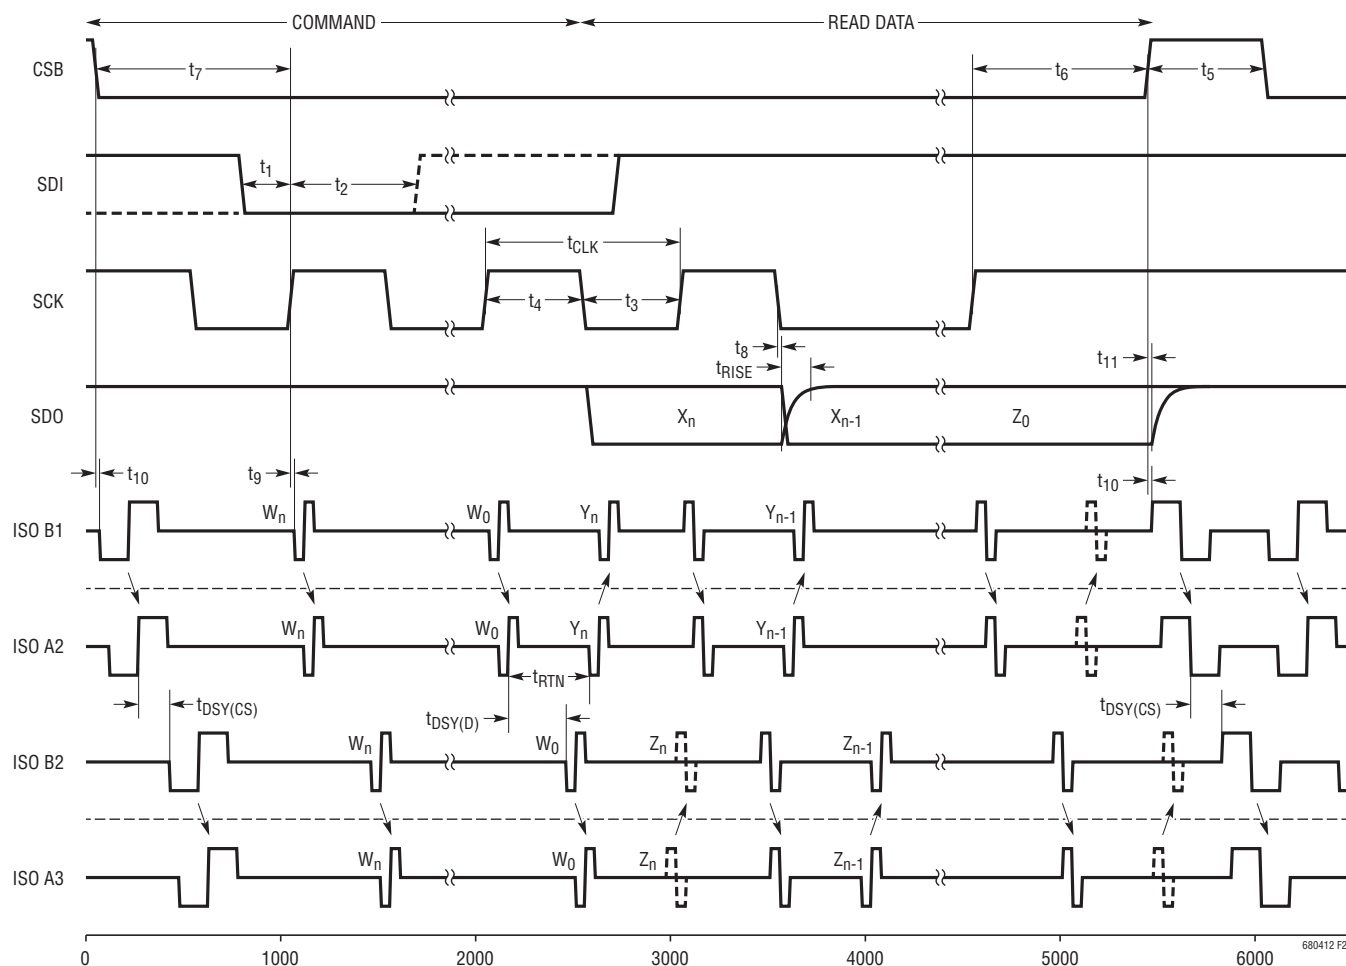 COMMAND READ DATA
CSB t7 t6 t5
SDI t1 t2
tCLK
SCK t4 t3
t8 t11
tRISE
SDO Xn Xn-1 Z0
t10 t9 t10
Wn W0 Yn Yn-1
ISO B1
Wn W0 Yn Yn-1
ISO A2
tRTN
tDSY(CS) tDSY(D) tDSY(CS)
Wn W0 Zn Zn-1
ISO B2
Wn W0 Zn Zn-1
ISO A3
680412 F2
0 1000 2000 3000 4000 5000 6000